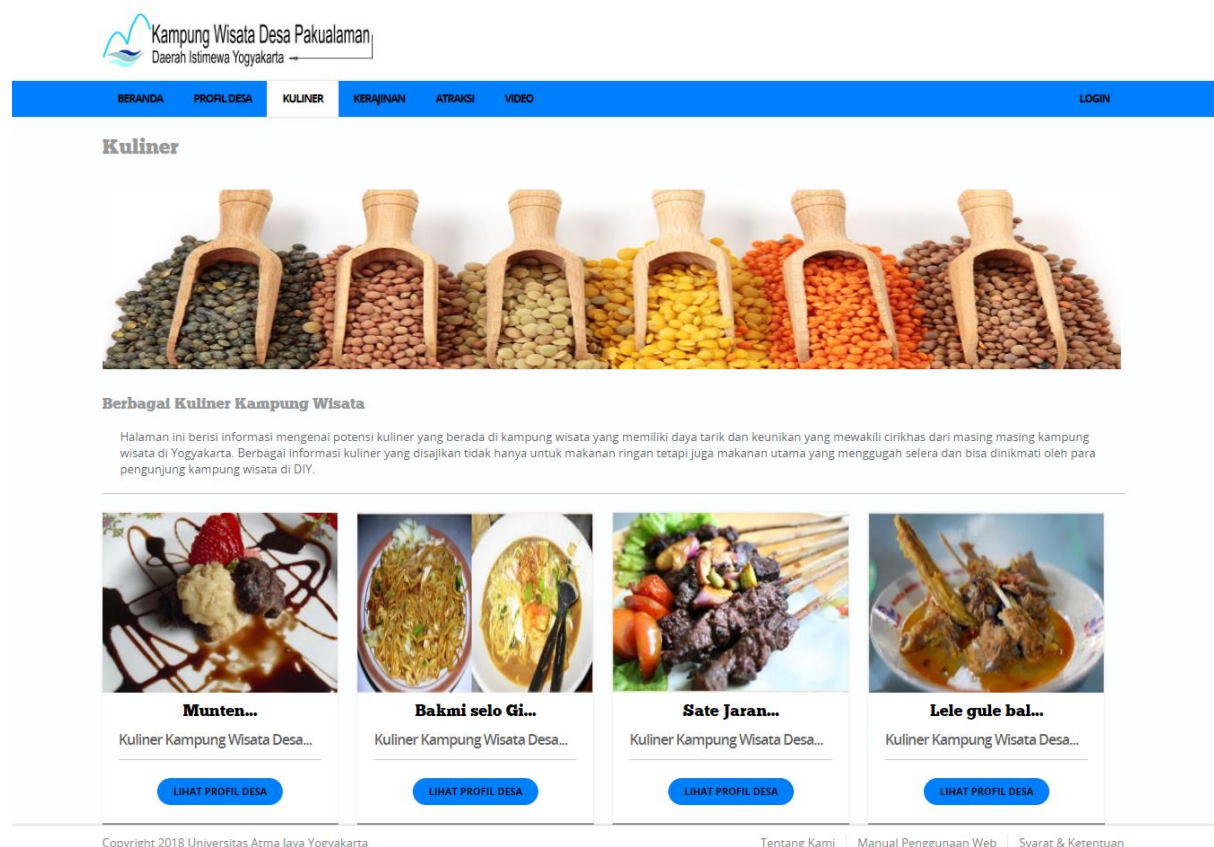 Kampung Wisata Desa Pakualaman
Daerah Istimewa Yogyakarta
BERANDA PROFIL DESA KULINER KERAJINAN ATRAKSI VIDEO LOGIN
Kuliner
Berbagai Kuliner Kampung Wisata
Halaman ini berisi informasi mengenai potensi kuliner yang berada di kampung wisata yang memiliki daya tarik dan keunikan yang mewakili cirikhas dari masing masing kampung
wisata di Yogyakarta. Berbagai informasi kuliner yang disajikan tidak hanya untuk makanan ringan tetapi juga makanan utama yang menggugah selera dan bisa dinikmati oleh para
pengunjung kampung wisata di DIY.
Munten... Bakmi selo Gi... Sate Jaran... Lele gule bal...
Kuliner Kampung Wisata Desa... Kuliner Kampung Wisata Desa... Kuliner Kampung Wisata Desa... Kuliner Kampung Wisata Desa...
LIHAT PROFIL DESA LIHAT PROFIL DESA LIHAT PROFIL DESA LIHAT PROFIL DESA
Copyright 2018 Universitas Atma Jaya Yogyakarta Tentang Kami Manual Penggunaan Web Syarat & Ketentuan